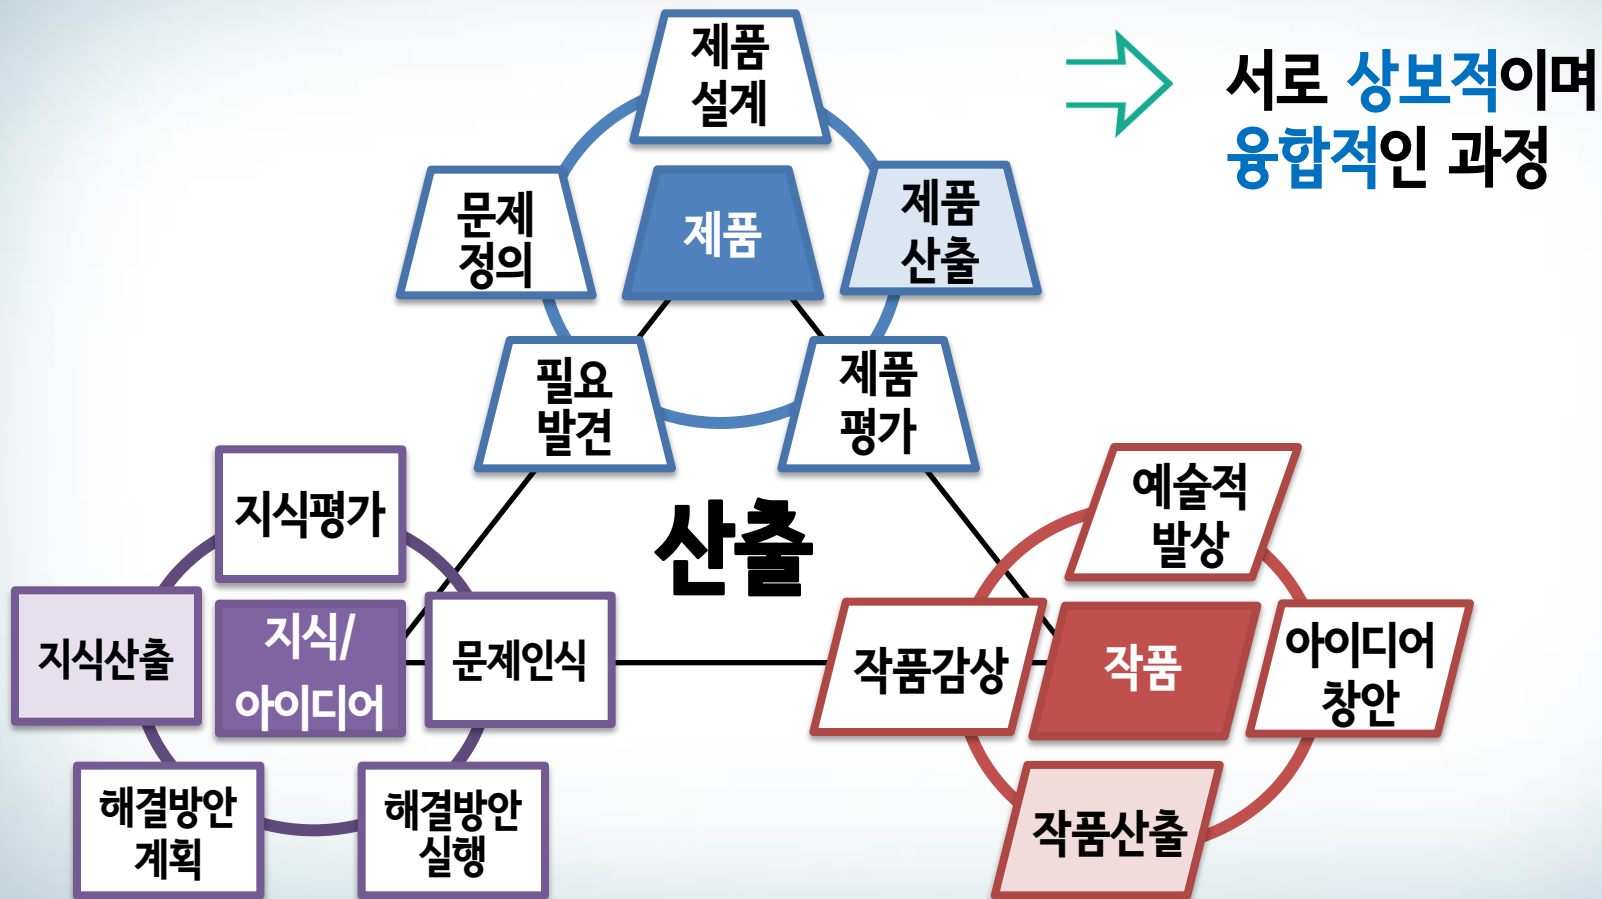 제품
설계
서로 상보적이며
융합적인 과정
문제
정의
제품
제품
산출
필요
발견
제품
평가
산출
지식평가
지식산출
지식/
아이디어
문제인식
해결방안
계획
해결방안
실행
예술적
발상
작품감상
작품
아이디어
창안
작품산출